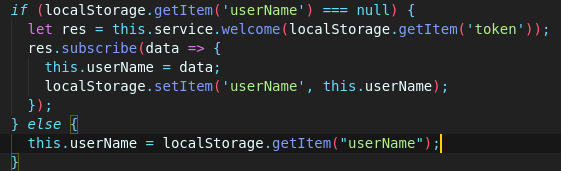 if (localStorage.getItem('userName') === null) {
let res = this.service.welcome(localStorage.getItem('token'));
res.subscribe(data => {
this.userName = data;
localStorage.setItem('userName', this.userName);
});
} else {
this.userName = localStorage.getItem("userName");
}